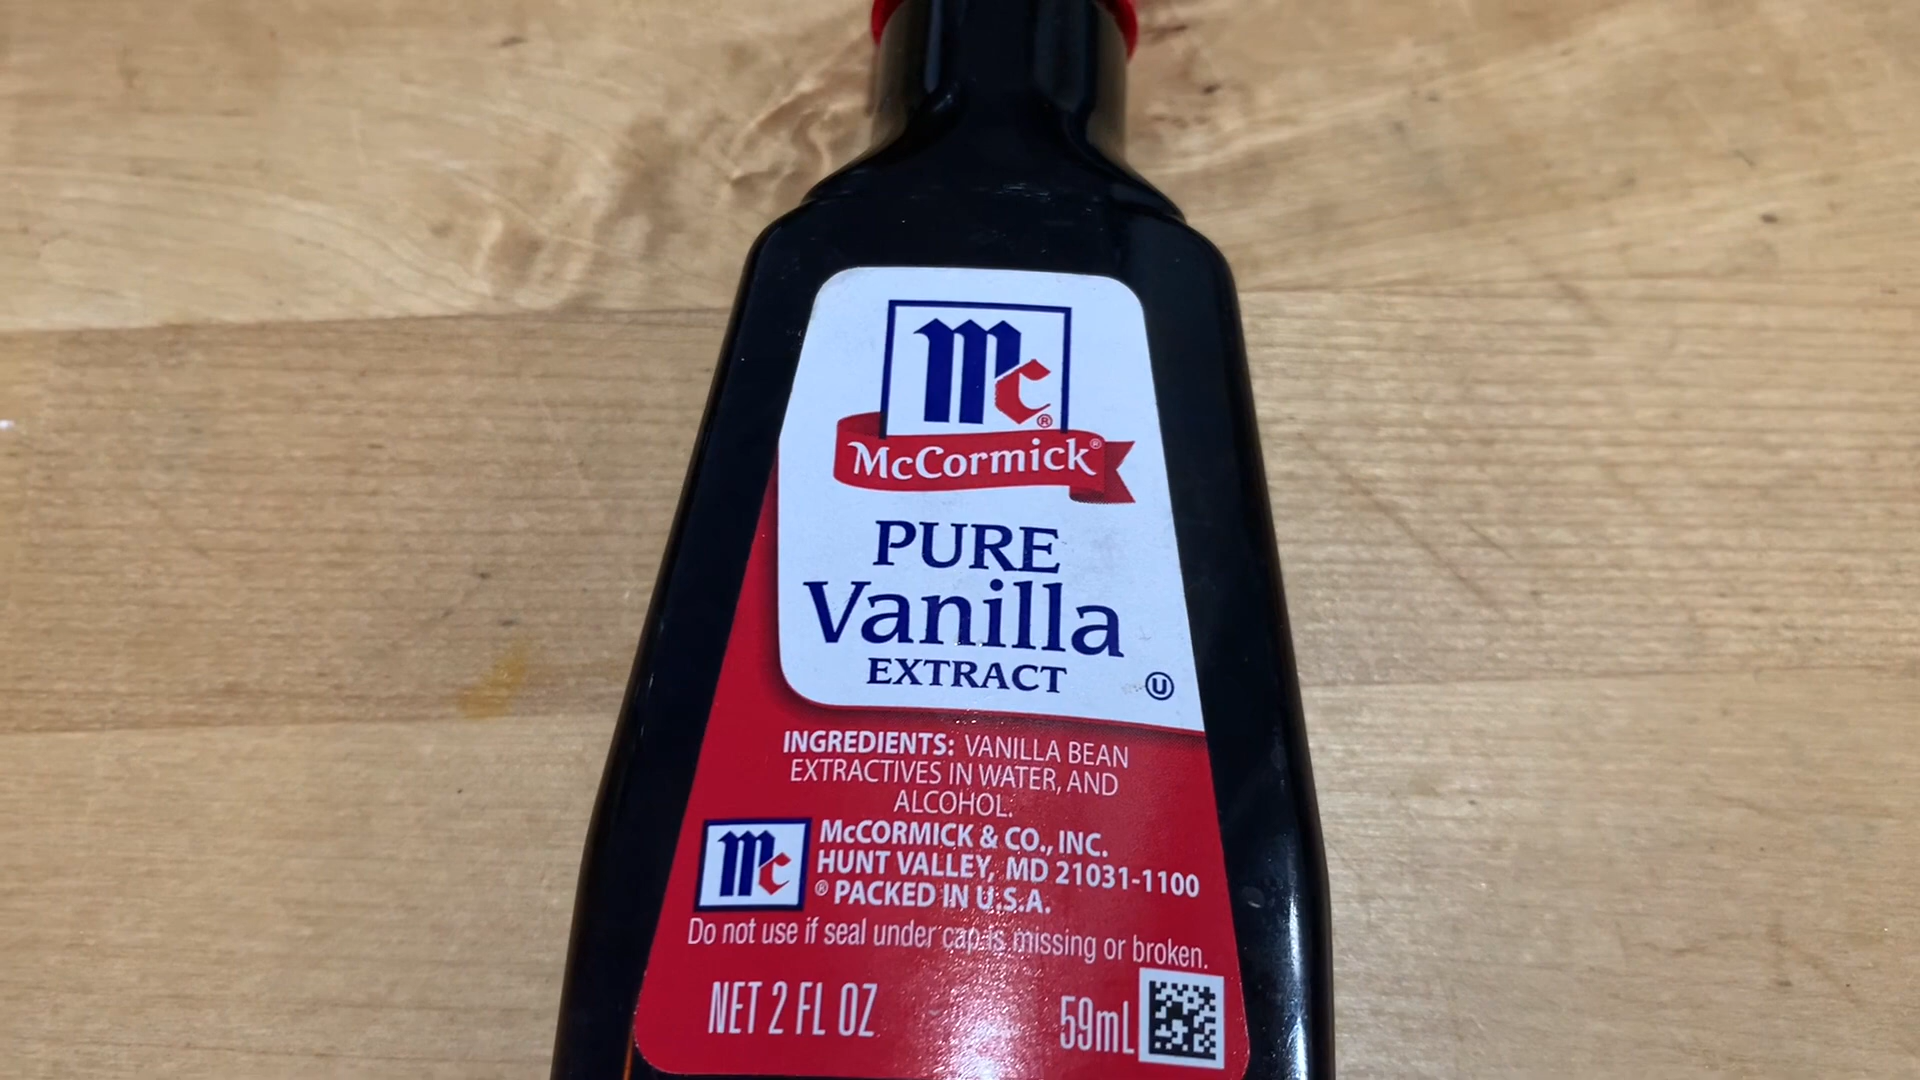 Mc®
McCormick®
PURE
Vanilla
EXTRACT
U
INGREDIENTS: VANILLA BEAN
EXTRACTIVES IN WATER, AND
ALCOHOL.
Mc
McCORMICK & CO., INC.
HUNT VALLEY, MD 21031-1100
® PACKED IN U.S.A.
Do not use if seal under cap is missing or broken.
NET 2 FL OZ 59mL